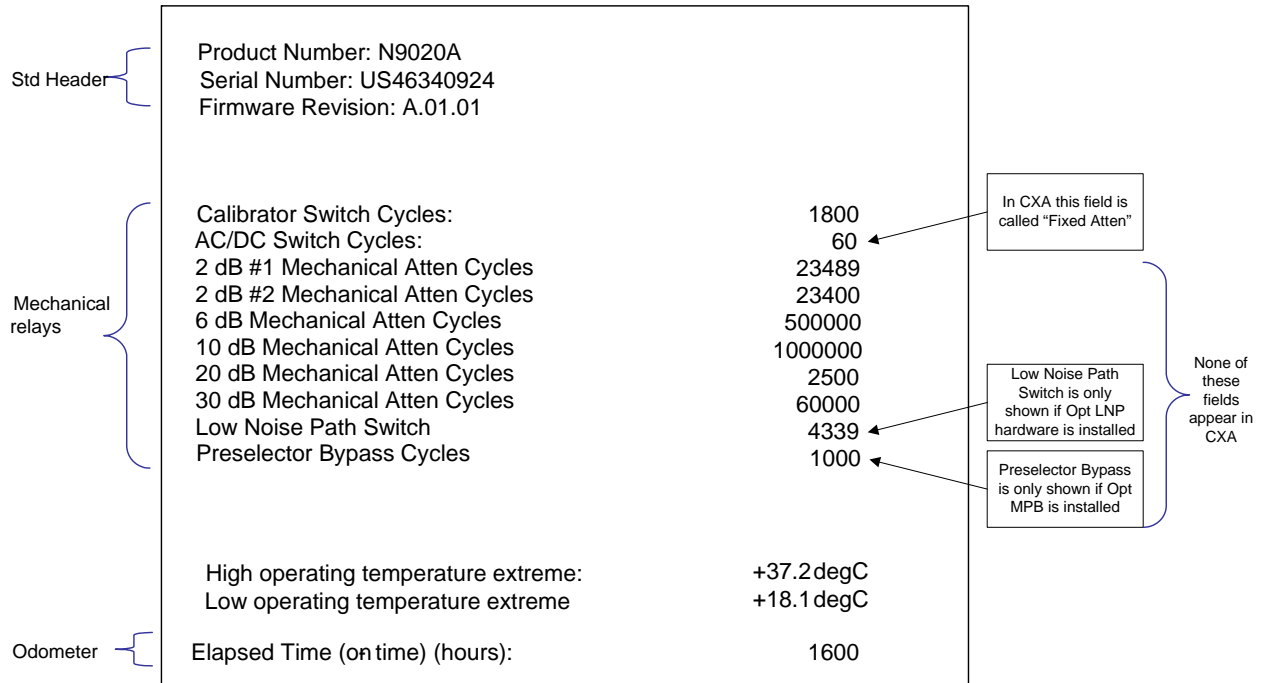 Std Header
Product Number: N9020A
Serial Number: US46340924
Firmware Revision: A.01.01
Mechanical
relays
Calibrator Switch Cycles: 1800
AC/DC Switch Cycles: 60
2 dB #1 Mechanical Atten Cycles 23489
2 dB #2 Mechanical Atten Cycles 23400
6 dB Mechanical Atten Cycles 500000
10 dB Mechanical Atten Cycles 1000000
20 dB Mechanical Atten Cycles 2500
30 dB Mechanical Atten Cycles 60000
Low Noise Path Switch 4339
Preselector Bypass Cycles 1000
In CXA this field is
called “Fixed Atten”
Low Noise Path
Switch is only
shown if Opt LNP
hardware is installed
Preselector Bypass
is only shown if Opt
MPB is installed
None of
these
fields
appear in
CXA
High operating temperature extreme: +37.2degC
Low operating temperature extreme +18.1degC
Odometer
Elapsed Time (on-time) (hours): 1600